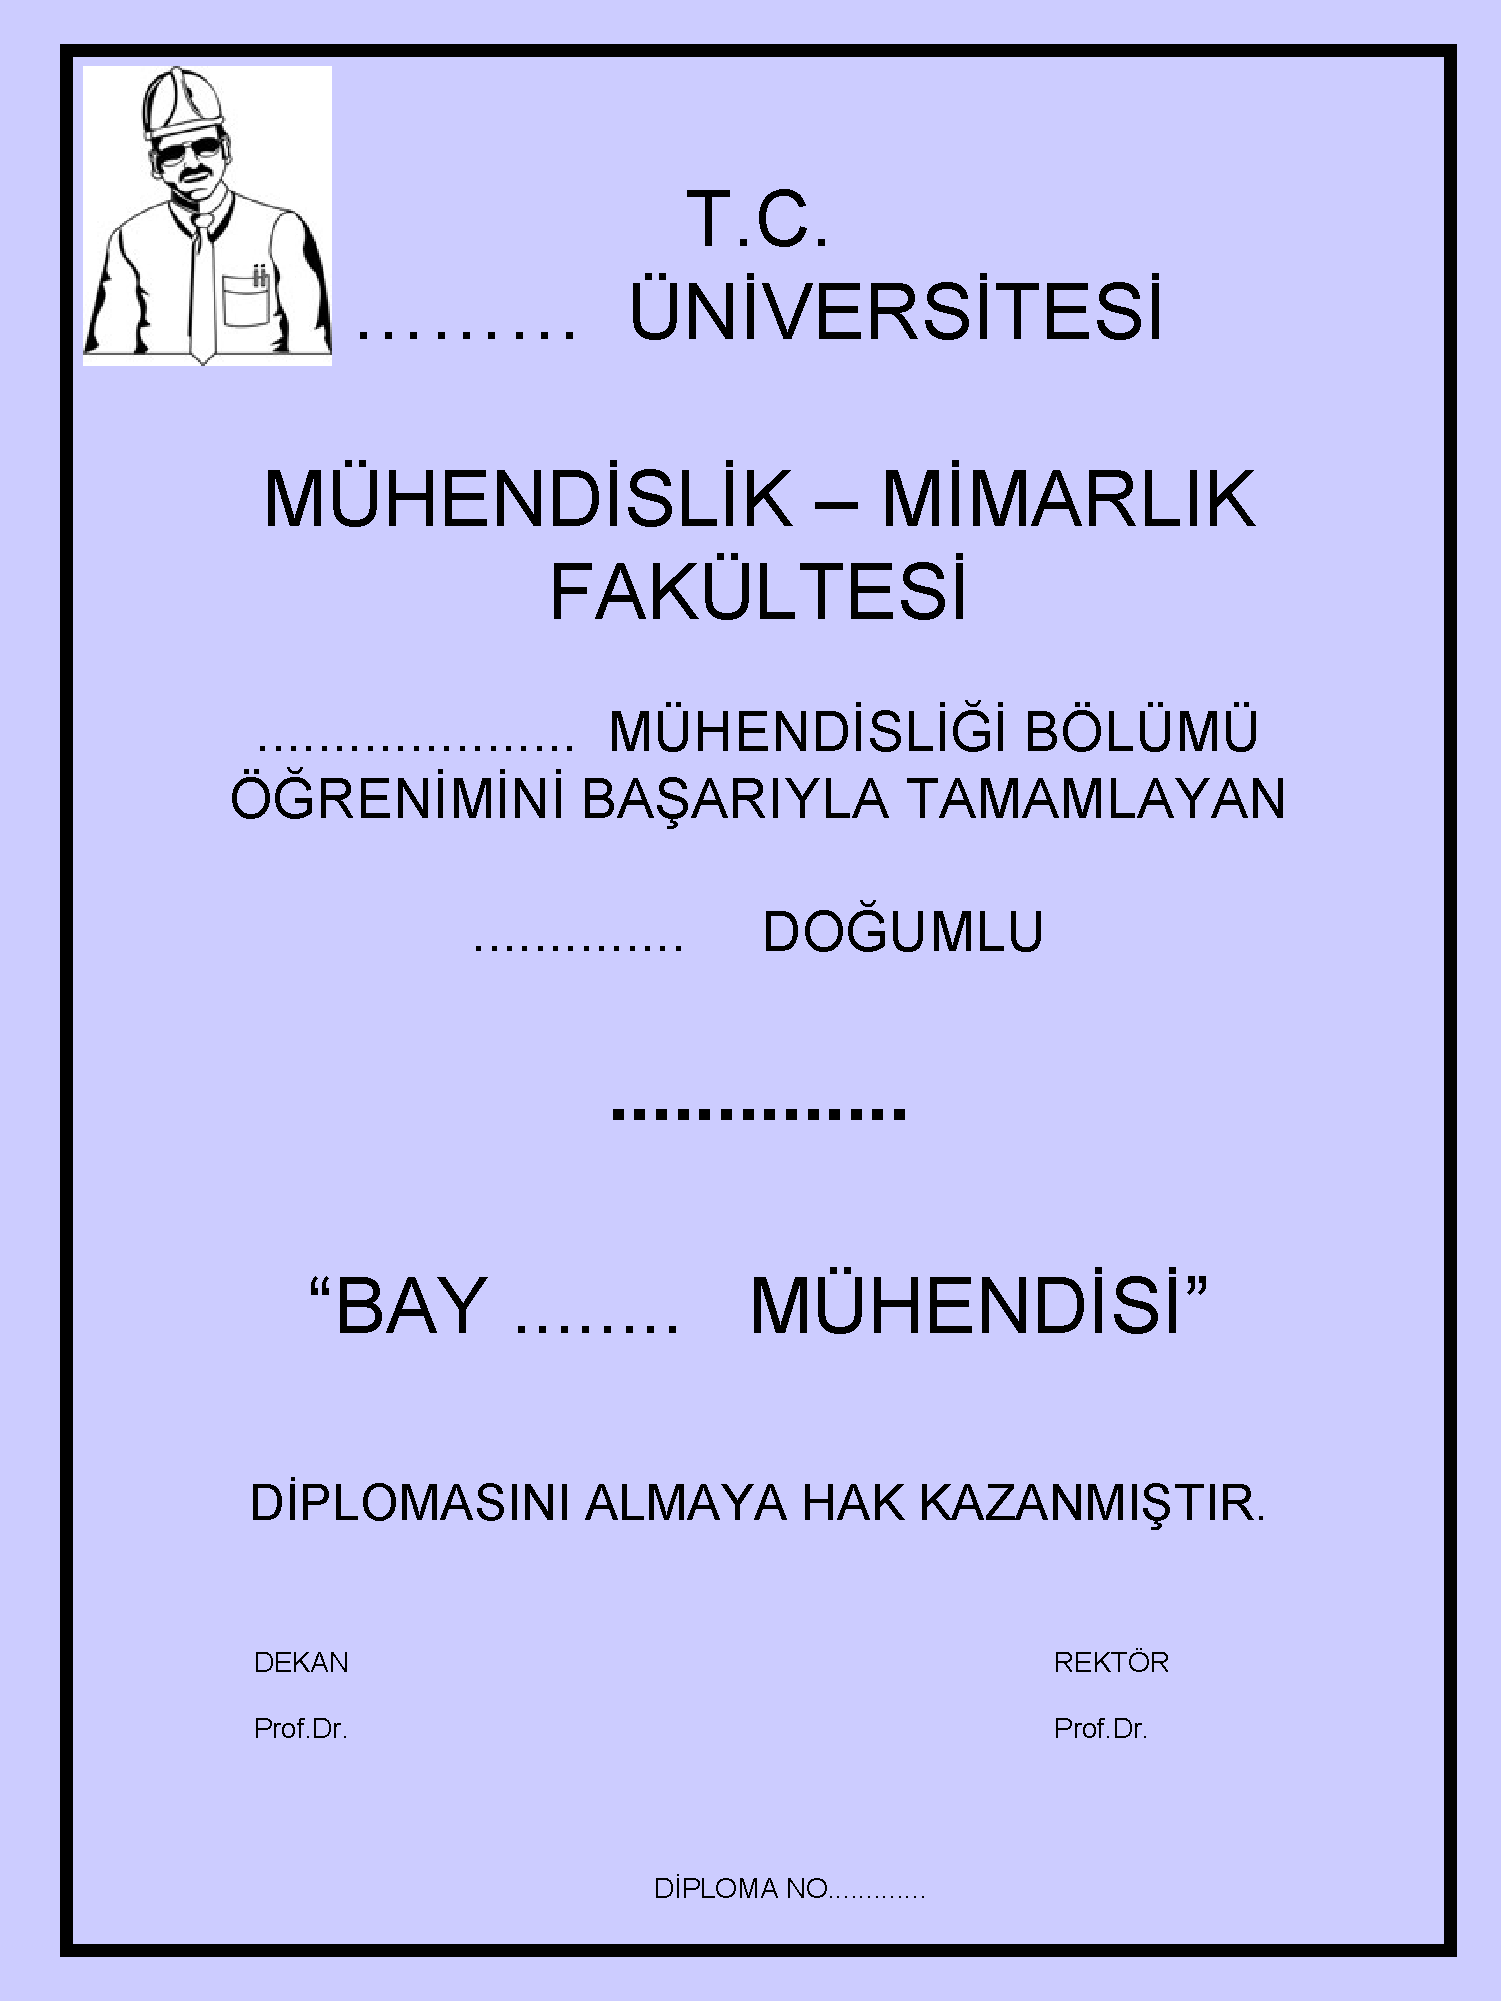 T.C.
……… ÜNİVERSİTESİ
MÜHENDİSLİK – MİMARLIK
FAKÜLTESİ
..................... MÜHENDİSLİĞİ BÖLÜMÜ
ÖĞRENİMİNİ BAŞARIYLA TAMAMLAYAN
.............. DOĞUMLU
..............
“BAY ........ MÜHENDİSİ”
DİPLOMASINI ALMAYA HAK KAZANMIŞTIR.
DEKAN REKTÖR
Prof.Dr. Prof.Dr.
DİPLOMA NO.............